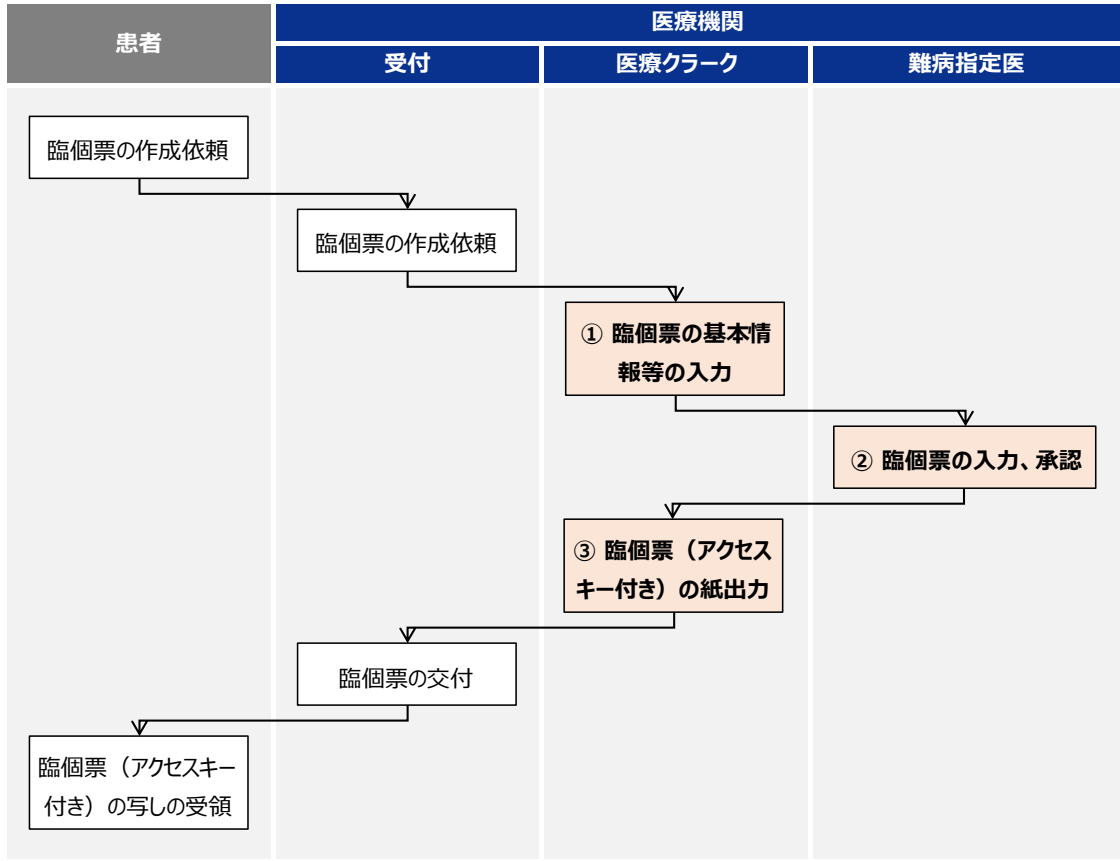 患者
医療機関
受付
医療クラーク
難病指定医
臨個票の作成依頼
臨個票の作成依頼
① 臨個票の基本情
報等の入力
② 臨個票の入力、承認
③ 臨個票（アクセス
キー付き）の紙出力
臨個票の交付
臨個票（アクセスキー
付き）の写しの受領